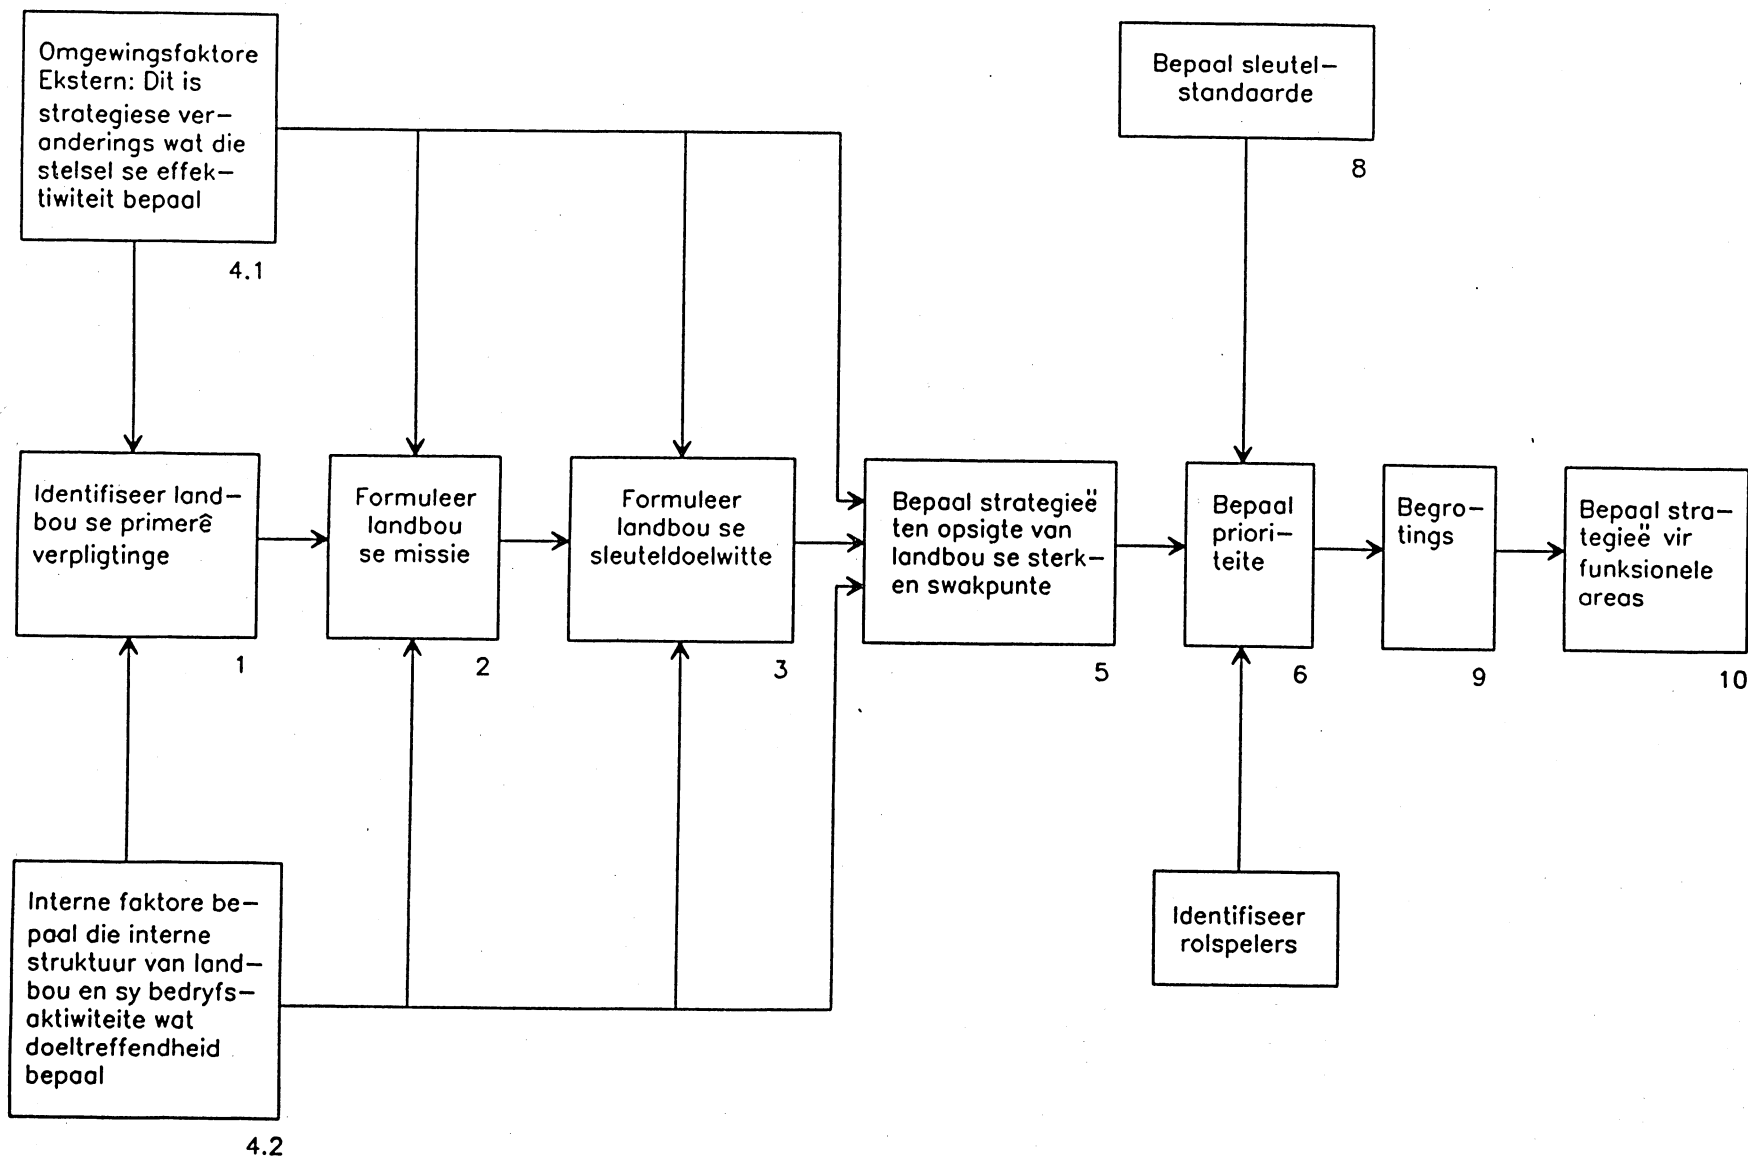 Omgewingsfaktore
Ekstern: Dit is
strategiese ver–
anderings wat die
stelsel se effek–
tiwiteit bepaal
4.1
Bepaal sleutel–
standaarde
8
Identifiseer land–
bou se primerê
verpligtinge
1
Formuleer
landbou
se missie
2
Formuleer
landbou se
sleuteldoelwitte
3
Bepaal strategieë
ten opsigte van
landbou se sterk–
en swakpunte
5
Bepaal
priori–
teite
6
Begro–
tings
9
Bepaal stra–
tegieë vir
funksionele
areas
10
Interne faktore be–
paal die interne
struktuur van land–
bou en sy bedryfs–
aktiwiteite wat
doeltreffendheid
bepaal
4.2
Identifiseer
rolspelers